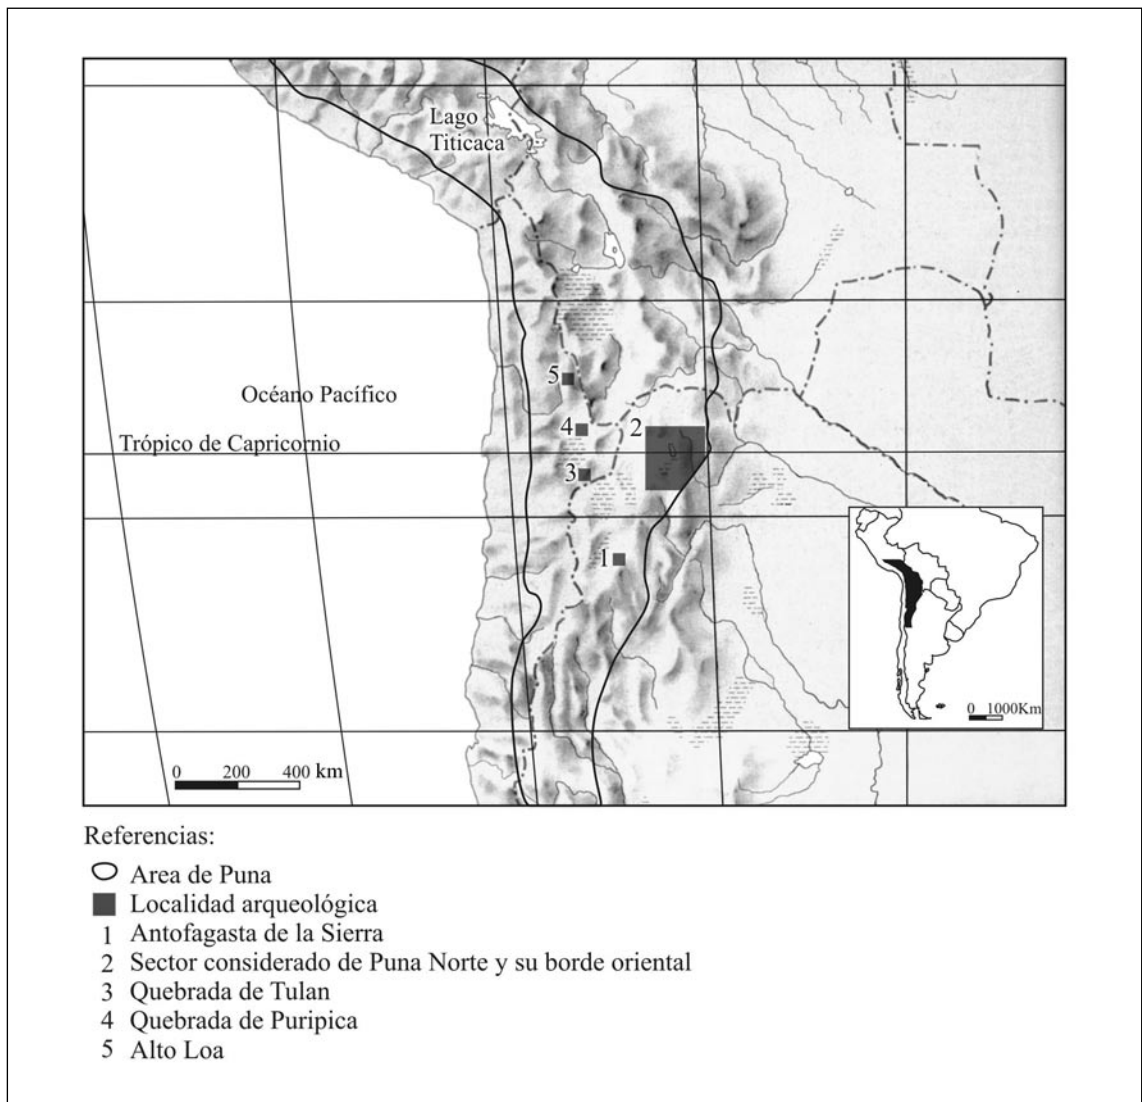 Lago
Titicaca
Océano Pacífico
Trópico de Capricornio
5
4
2
3
1
0 200 400 km
0 1000Km
Referencias:
Area de Puna
Localidad arqueológica
1 Antofagasta de la Sierra
2 Sector considerado de Puna Norte y su borde oriental
3 Quebrada de Tulan
4 Quebrada de Puripica
5 Alto Loa